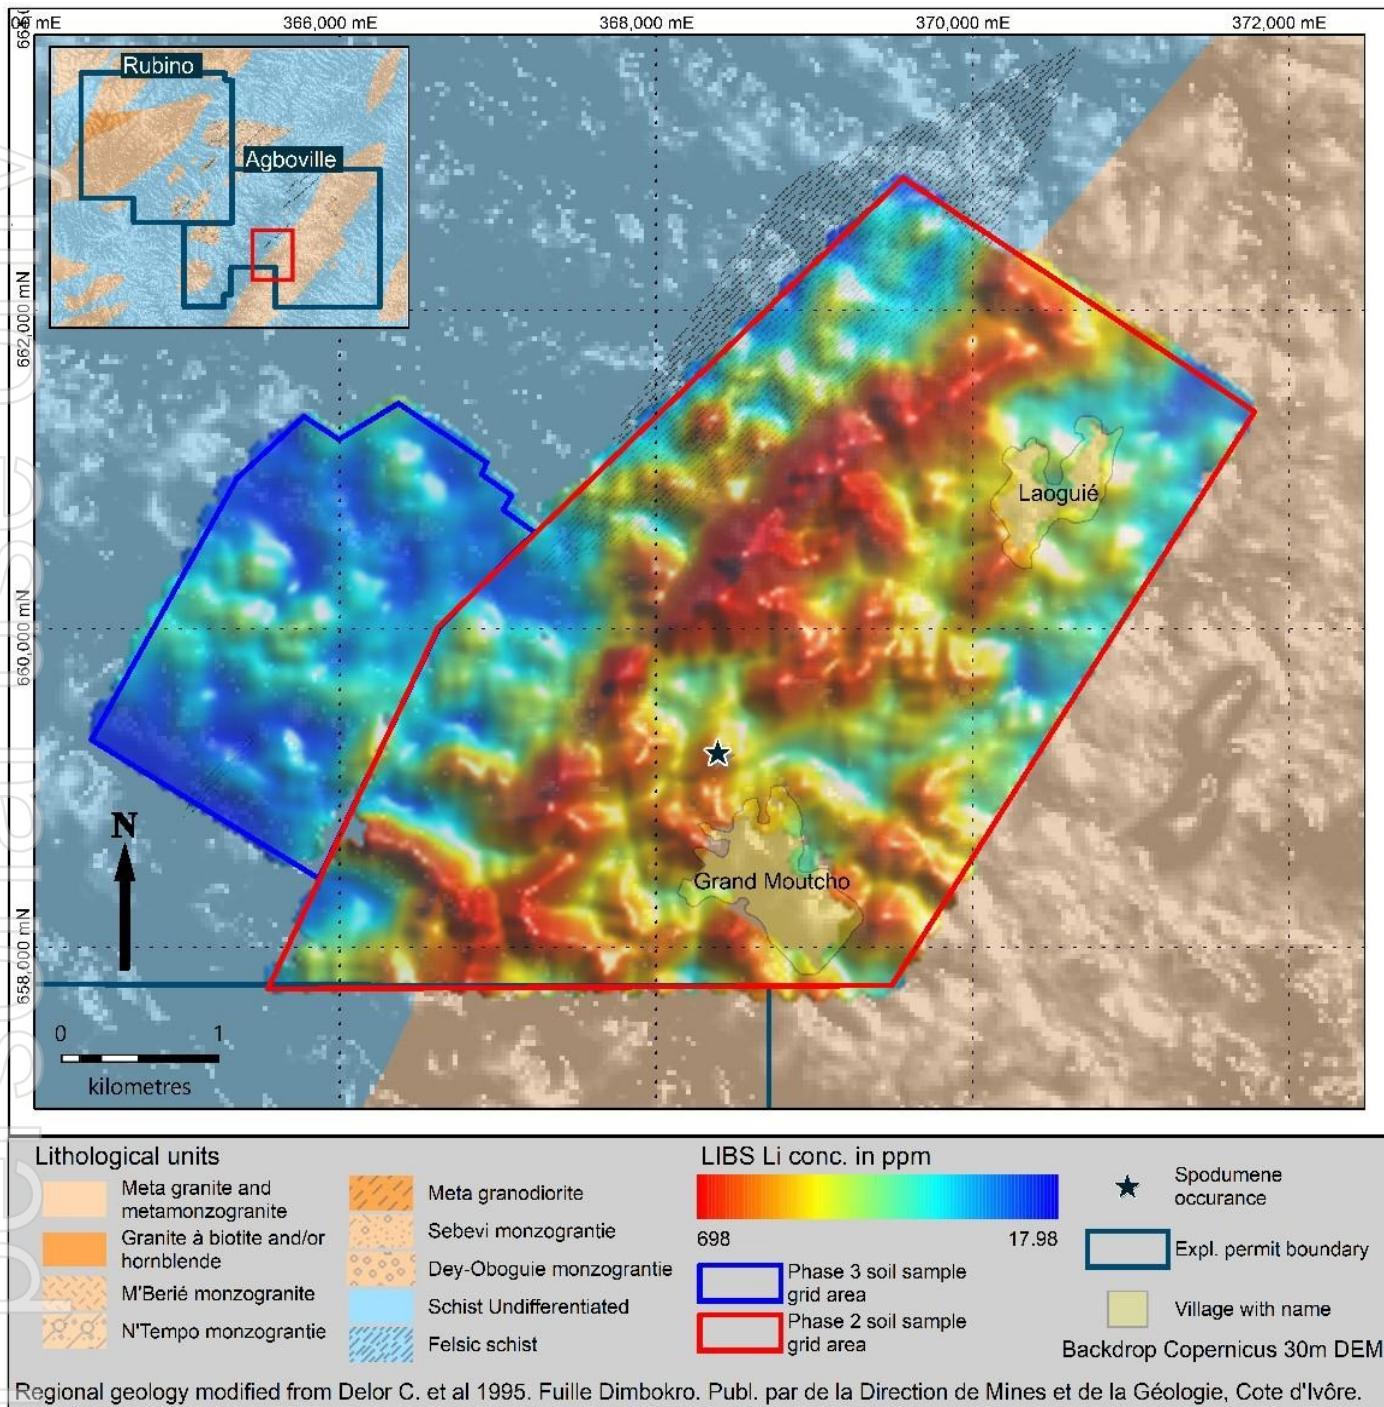 366,000 mE
368,000 mE
370,000 mE
372,000 mE
Rubino
Agboville
662,000 mN
660,000 mN
658,000 mN
Laoguié
Grand Moutcho
N
0 1
kilometres
Lithological units
Meta granite and
metamonzogranite
Granite à biotite and/or
hornblende
M'Berié monzogranite
N'Tempo monzograntie
Meta granodiorite
Sebevi monzograntie
Dey-Oboguie monzograntie
Schist Undifferentiated
Felsic schist
LIBS Li conc. in ppm
698 17.98
Phase 3 soil sample
grid area
Phase 2 soil sample
grid area
Spodumene
occurance
Expl. permit boundary
Village with name
Backdrop Copernicus 30m DEM
Regional geology modified from Delor C. et al 1995. Fuille Dimbokro. Publ. par de la Direction de Mines et de la Géologie, Cote d'Ivôre.